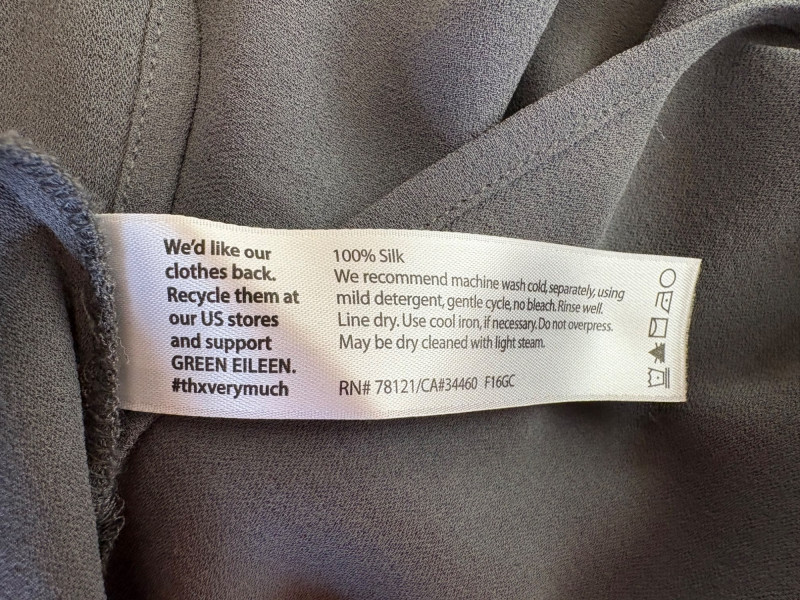 We'd like our
clothes back.
Recycle them at
our US stores
and support
GREEN EILEEN.
#thxverymuch
100% Silk
We recommend machine wash cold, separately, using
mild detergent, gentle cycle, no bleach. Rinse well.
Line dry. Use cool iron, if necessary. Do not overpress.
May be dry cleaned with light steam.
RN# 78121/CA#34460 F16GC